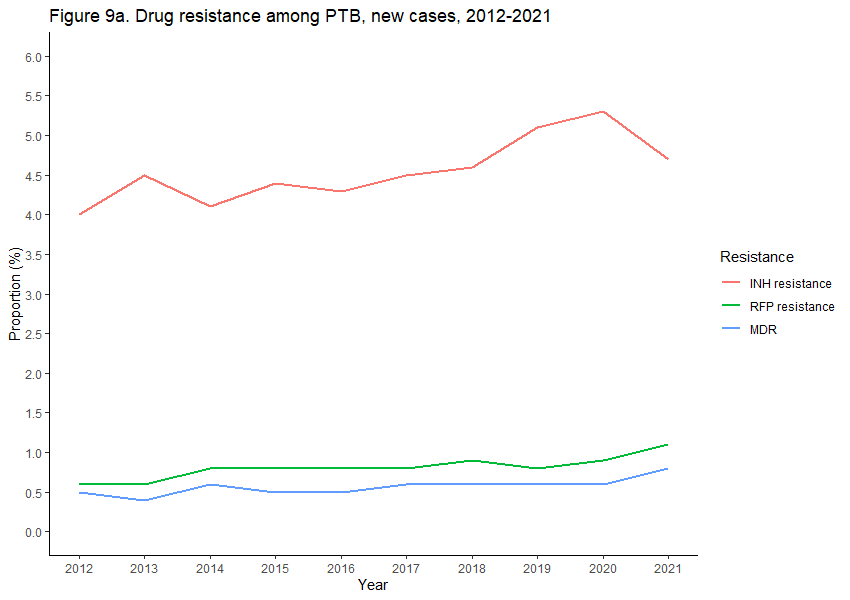 Figure 9a. Drug resistance among PTB, new cases, 2012-2021
6.0
5.5
5.0
4.5
4.0
3.5
3.0
2.5
2.0
1.5
1.0
0.5
0.0
Proportion (%)
2012 2013 2014 2015 2016 2017 2018 2019 2020 2021
Year
Resistance
INH resistance
RFP resistance
MDR